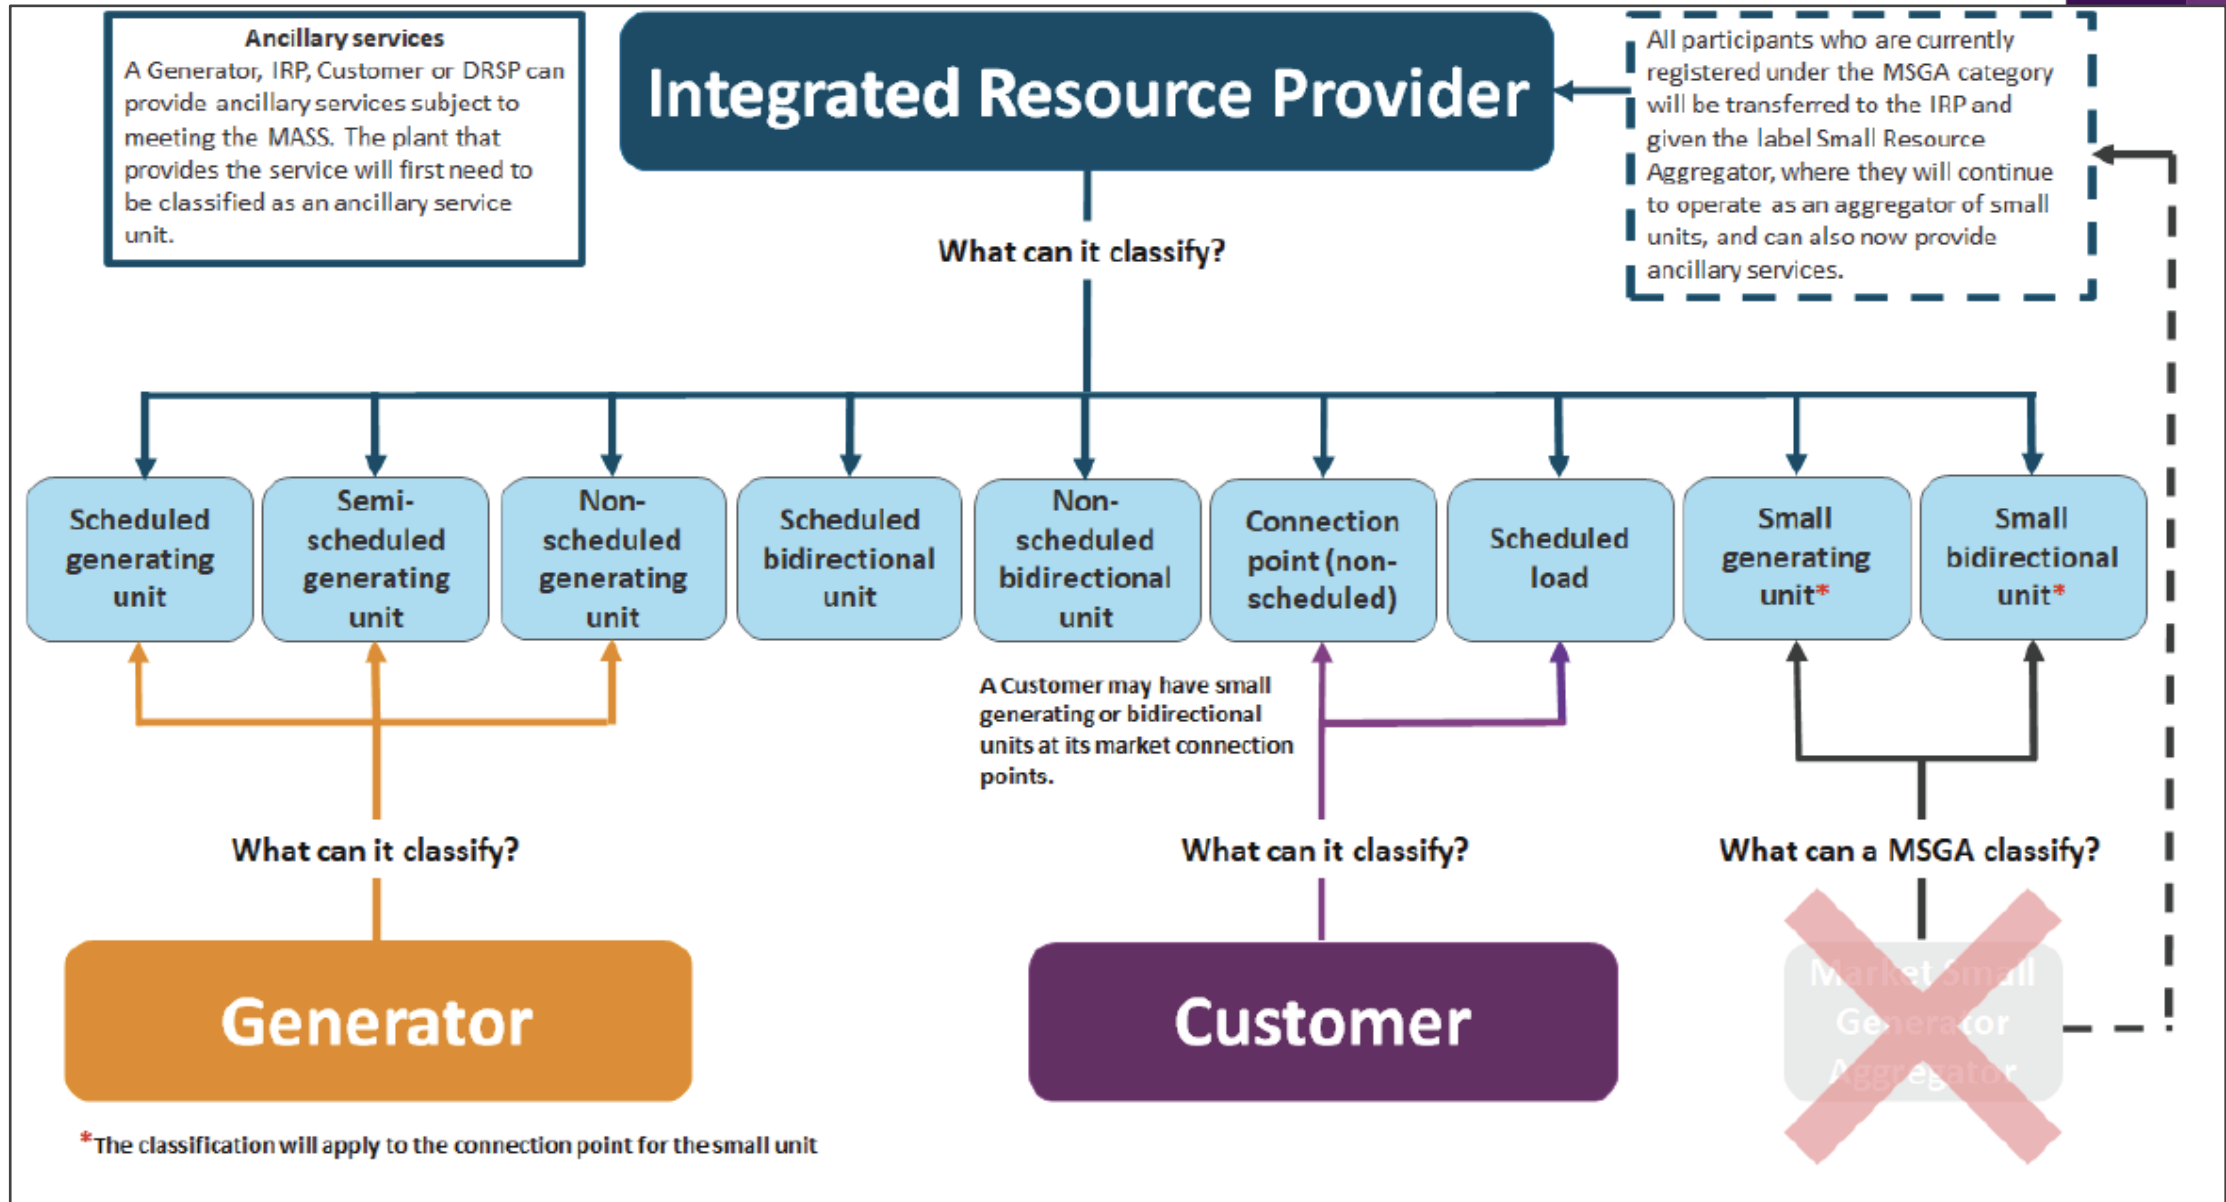 Ancillary services
A Generator, IRP, Customer or DRSP can
provide ancillary services subject to
meeting the MASS. The plant that
provides the service will first need to
be classified as an ancillary service
unit.
Integrated Resource Provider
All participants who are currently
registered under the MSGA category
will be transferred to the IRP and
given the label Small Resource
Aggregator, where they will continue
to operate as an aggregator of small
units, and can also now provide
ancillary services.
What can it classify?
Scheduled
generating
unit
Semi-
scheduled
generating
unit
Non-
scheduled
generating
unit
Scheduled
bidirectional
unit
Non-
scheduled
bidirectional
unit
Connection
point (non-
scheduled)
Scheduled
load
Small
generating
unit*
Small
bidirectional
unit*
A Customer may have small
generating or bidirectional
units at its market connection
points.
What can it classify?
What can it classify?
What can a MSGA classify?
Generator
Customer
Market Small
Generator
Aggregator
*The classification will apply to the connection point for the small unit